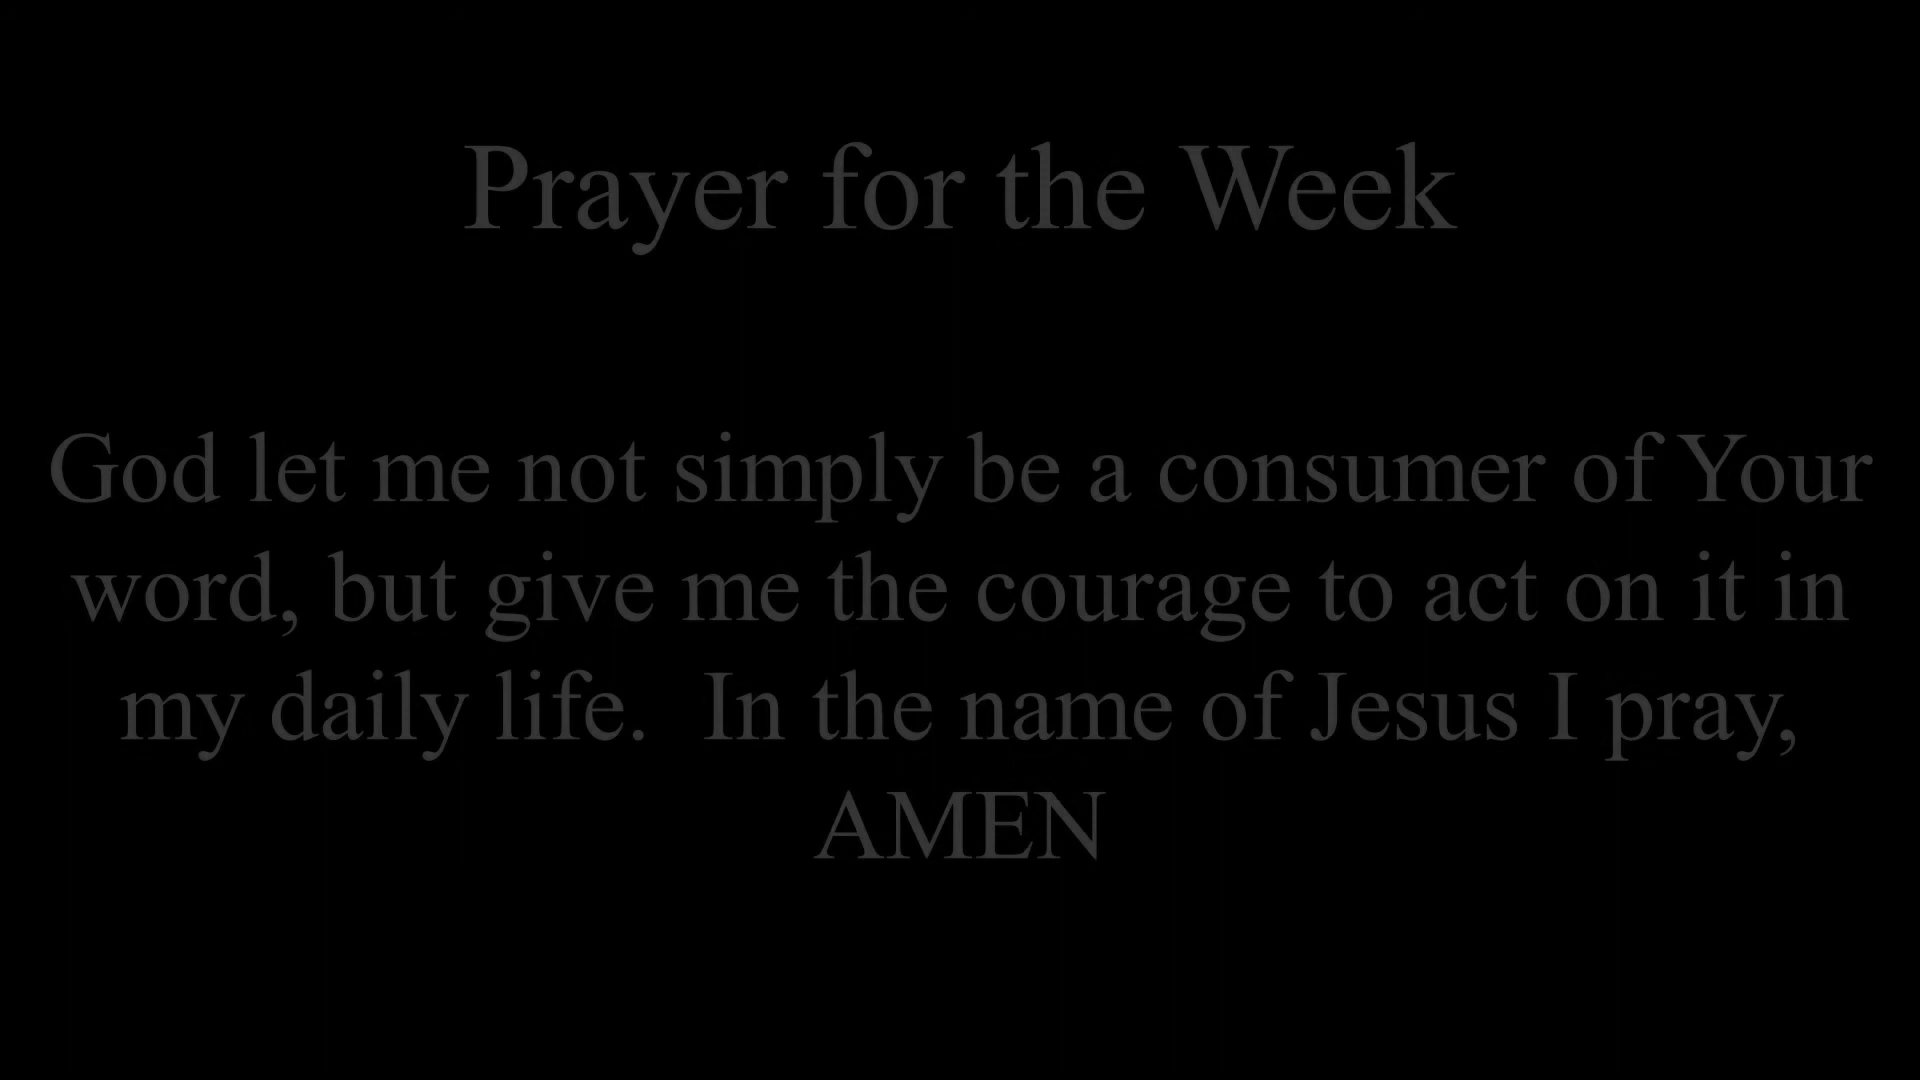 Prayer for the Week
God let me not simply be a consumer of Your
word, but give me the courage to act on it in
my daily life.  In the name of Jesus I pray,
AMEN